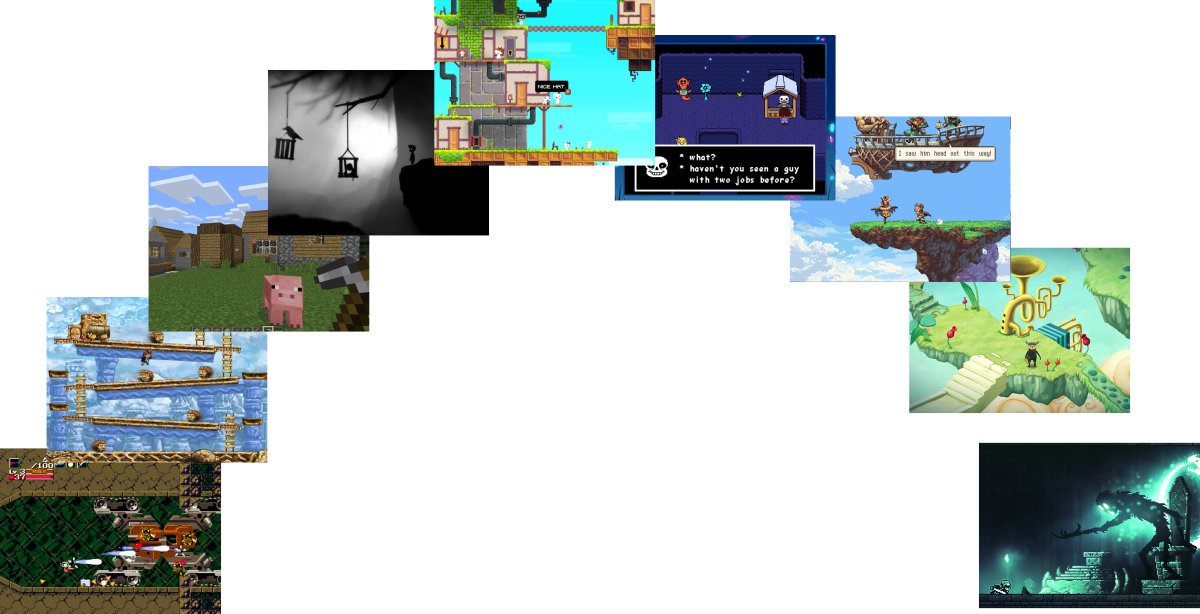 NICE HAT
* what?
* haven't you seen a guy
with two jobs before?
I saw him head out this way!
/100
Lv 3
37